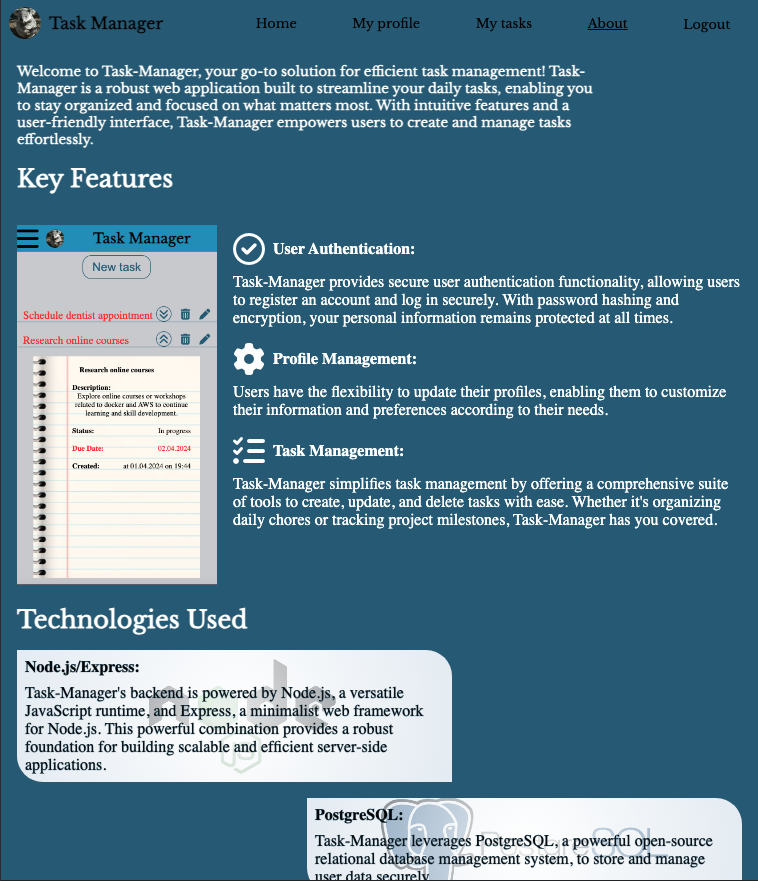 Task Manager
Home
My profile
My tasks
About
Logout
Welcome to Task-Manager, your go-to solution for efficient task management! Task-
Manager is a robust web application built to streamline your daily tasks, enabling you
to stay organized and focused on what matters most. With intuitive features and a
user-friendly interface, Task-Manager empowers users to create and manage tasks
effortlessly.
Key Features
Task Manager
New task
Schedule dentist appointment
Research online courses
Research online courses
Description:
Explore online courses or workshops
related to docker and AWS to continue
learning and skill development.
Status: In progress
Due Date: 02.04.2024
Created: at 01.04.2024 on 19:44
User Authentication:
Task-Manager provides secure user authentication functionality, allowing users
to register an account and log in securely. With password hashing and
encryption, your personal information remains protected at all times.
Profile Management:
Users have the flexibility to update their profiles, enabling them to customize
their information and preferences according to their needs.
Task Management:
Task-Manager simplifies task management by offering a comprehensive suite
of tools to create, update, and delete tasks with ease. Whether it's organizing
daily chores or tracking project milestones, Task-Manager has you covered.
Technologies Used
node
JS
Node.js/Express:
Task-Manager's backend is powered by Node.js, a versatile
JavaScript runtime, and Express, a minimalist web framework
for Node.js. This powerful combination provides a robust
foundation for building scalable and efficient server-side
applications.
PostgreSQL
PostgreSQL:
Task-Manager leverages PostgreSQL, a powerful open-source
relational database management system, to store and manage
user data securely